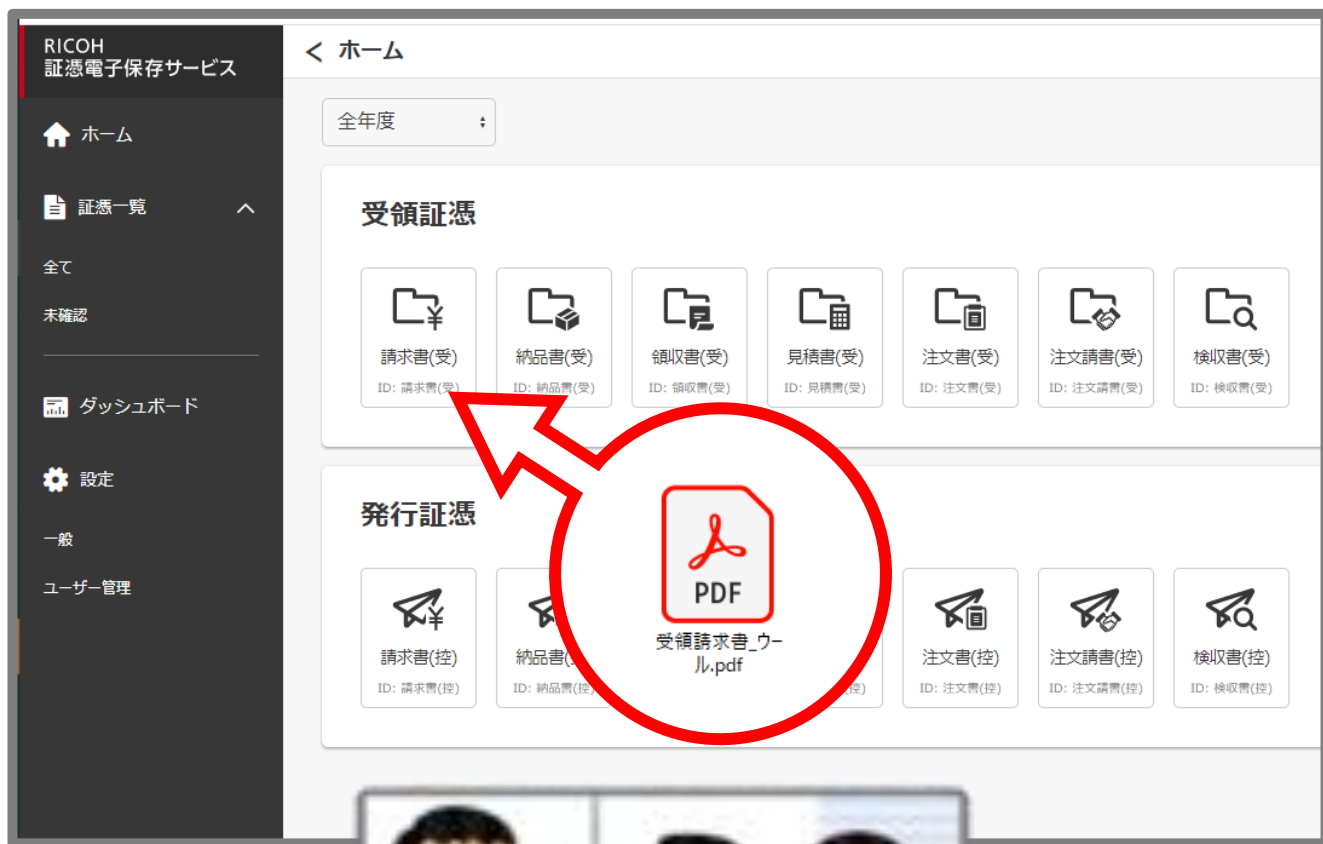 RICOH
証憑電子保存サービス
ホーム
証憑一覧
全て
未確認
ダッシュボード
設定
一般
ユーザー管理
< ホーム
全年度
受領証憑
請求書(受)
ID: 請求書(受)
納品書(受)
ID: 納品書(受)
領収書(受)
ID: 領収書(受)
見積書(受)
ID: 見積書(受)
注文書(受)
ID: 注文書(受)
注文請書(受)
ID: 注文請書(受)
検収書(受)
ID: 検収書(受)
発行証憑
請求書(控)
ID: 請求書(控)
納品書
ID: 納品書(控)
PDF
受領請求書_ウー
ル.pdf
注文書(控)
ID: 注文書(控)
注文請書(控)
ID: 注文請書(控)
検収書(控)
ID: 検収書(控)